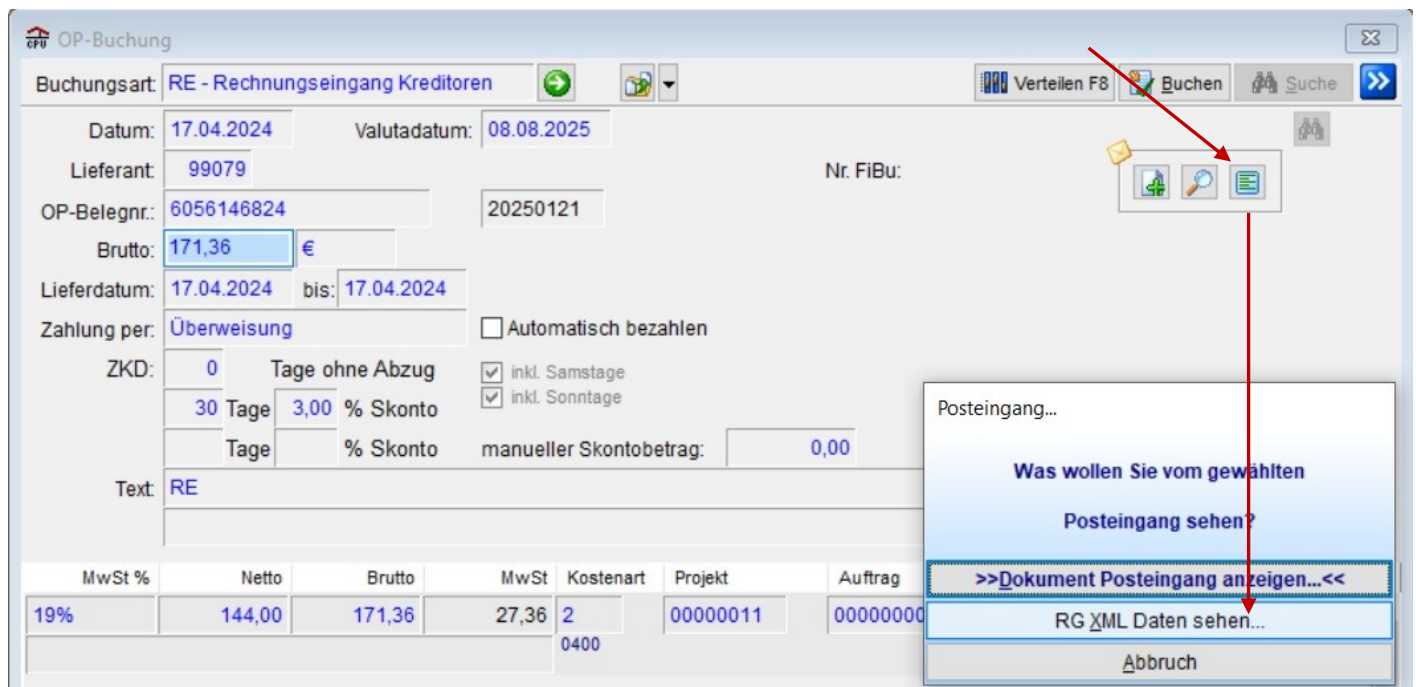 CPU OP-Buchung
Buchungsart: RE - Rechnungseingang Kreditoren Verteilen F8 Buchen Suche
Datum: 17.04.2024 Valutadatum: 08.08.2025
Lieferant: 99079 Nr. FiBu:
OP-Belegnr.: 6056146824 20250121
Brutto: 171,36 €
Lieferdatum: 17.04.2024 bis: 17.04.2024
Zahlung per: Überweisung Automatisch bezahlen
ZKD: 0 Tage ohne Abzug inkl. Samstage
inkl. Sonntage
30 Tage 3,00 % Skonto
Tage % Skonto manueller Skontobetrag: 0,00
Text: RE
MwSt % Netto Brutto MwSt Kostenart Projekt Auftrag
19% 144,00 171,36 27,36 2 00000011 00000000
0400
Posteingang...
Was wollen Sie vom gewählten
Posteingang sehen?
>>Dokument Posteingang anzeigen...<<
RG XML Daten sehen...
Abbruch